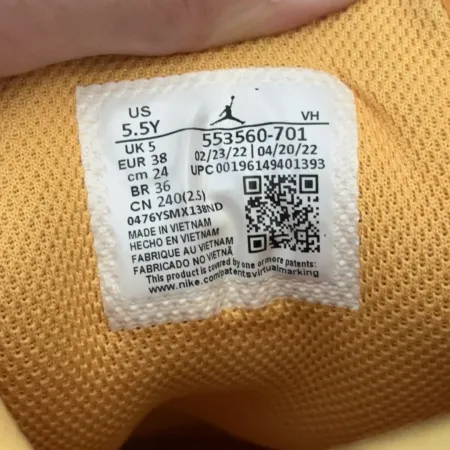 US
5.5Y
UK 5
EUR 38
cm 24
BR 36
CN 240(2.5)
0476YSMX138ND
VH
553560-701
02/23/22 | 04/20/22
UPC 00196149401393
MADE IN VIETNAM
HECHO EN VIETNAM
FABRIQUE AU VIETNAM
FABRICADO NO VIETNÃ
This product is covered by one or more patents:
www.nike.com/patentsvirtualmarking